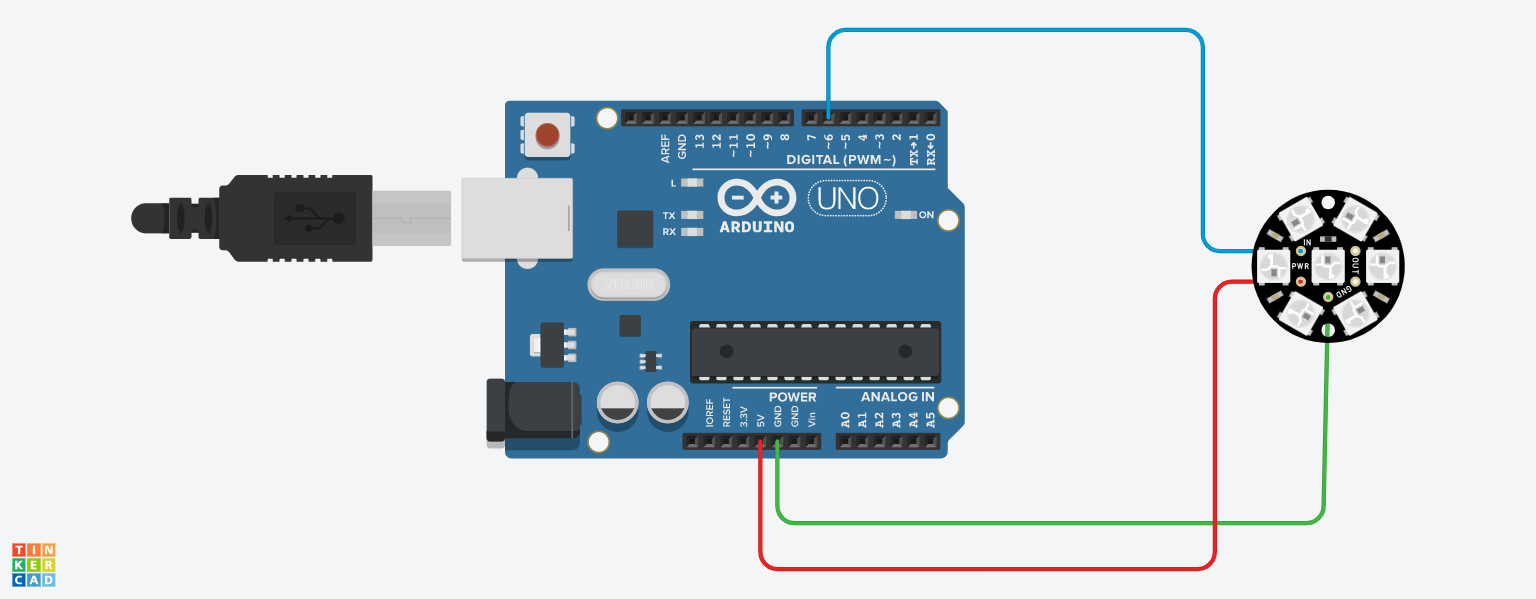 AREF
GND
13
12
~11
~10
~9
8
7
~6
~5
4
~3
2
TX→1
RX←0
DIGITAL (PWM~)
L
TX
RX
UNO
ON
ARDUINO
IN
PWR
OUT
GND
POWER
ANALOG IN
IOREF
RESET
3.3V
5V
GND
GND
Vin
A0
A1
A2
A3
A4
A5
TIN
KER
CAD